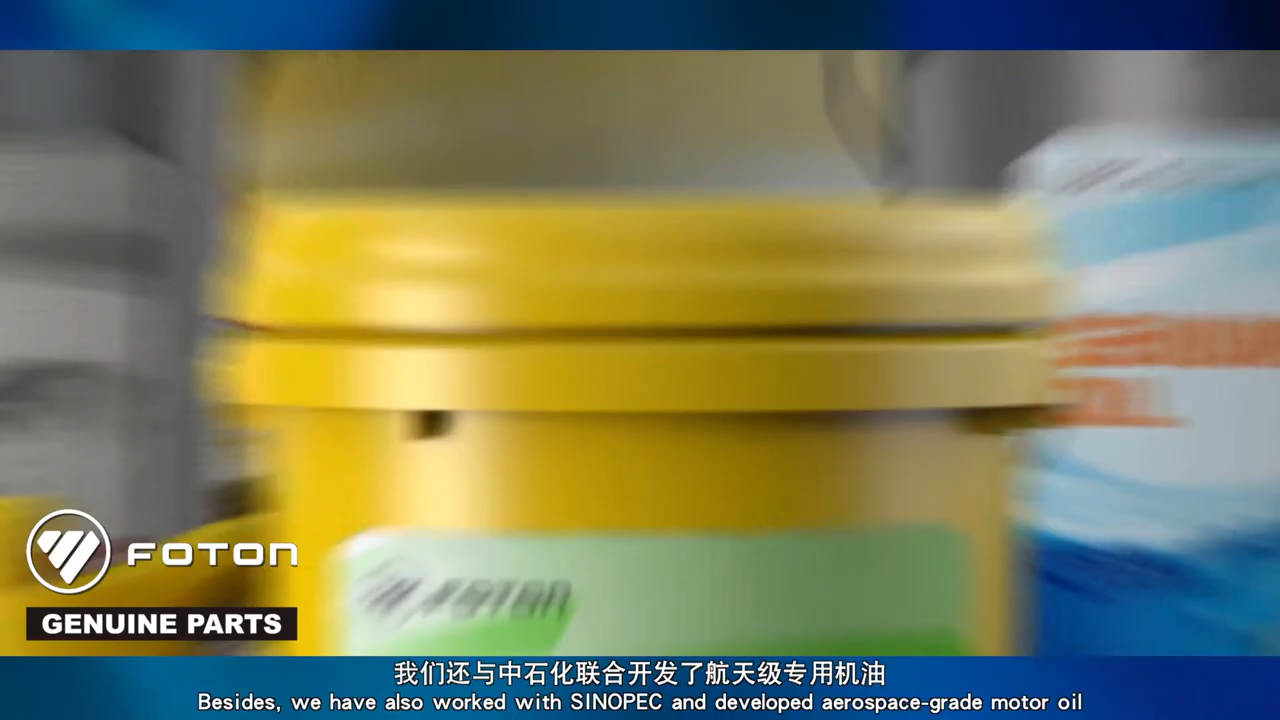 FOTON
FOTON
GENUINE PARTS
我们还与中石化联合开发了航天级专用机油
Besides, we have also worked with SINOPEC and developed aerospace-grade motor oil